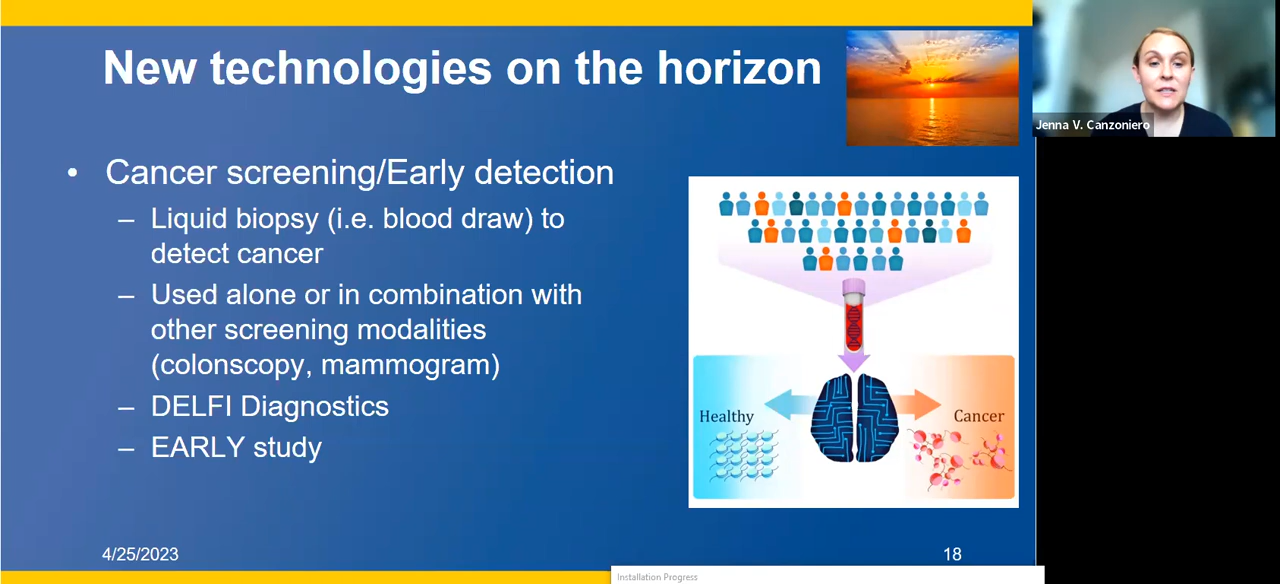 New technologies on the horizon
Jenna V. Canzoniero
• Cancer screening/Early detection
– Liquid biopsy (i.e. blood draw) to
detect cancer
– Used alone or in combination with
other screening modalities
(colonscopy, mammogram)
– DELFI Diagnostics
– EARLY study
Healthy
Cancer
4/25/2023
18
Installation Progress